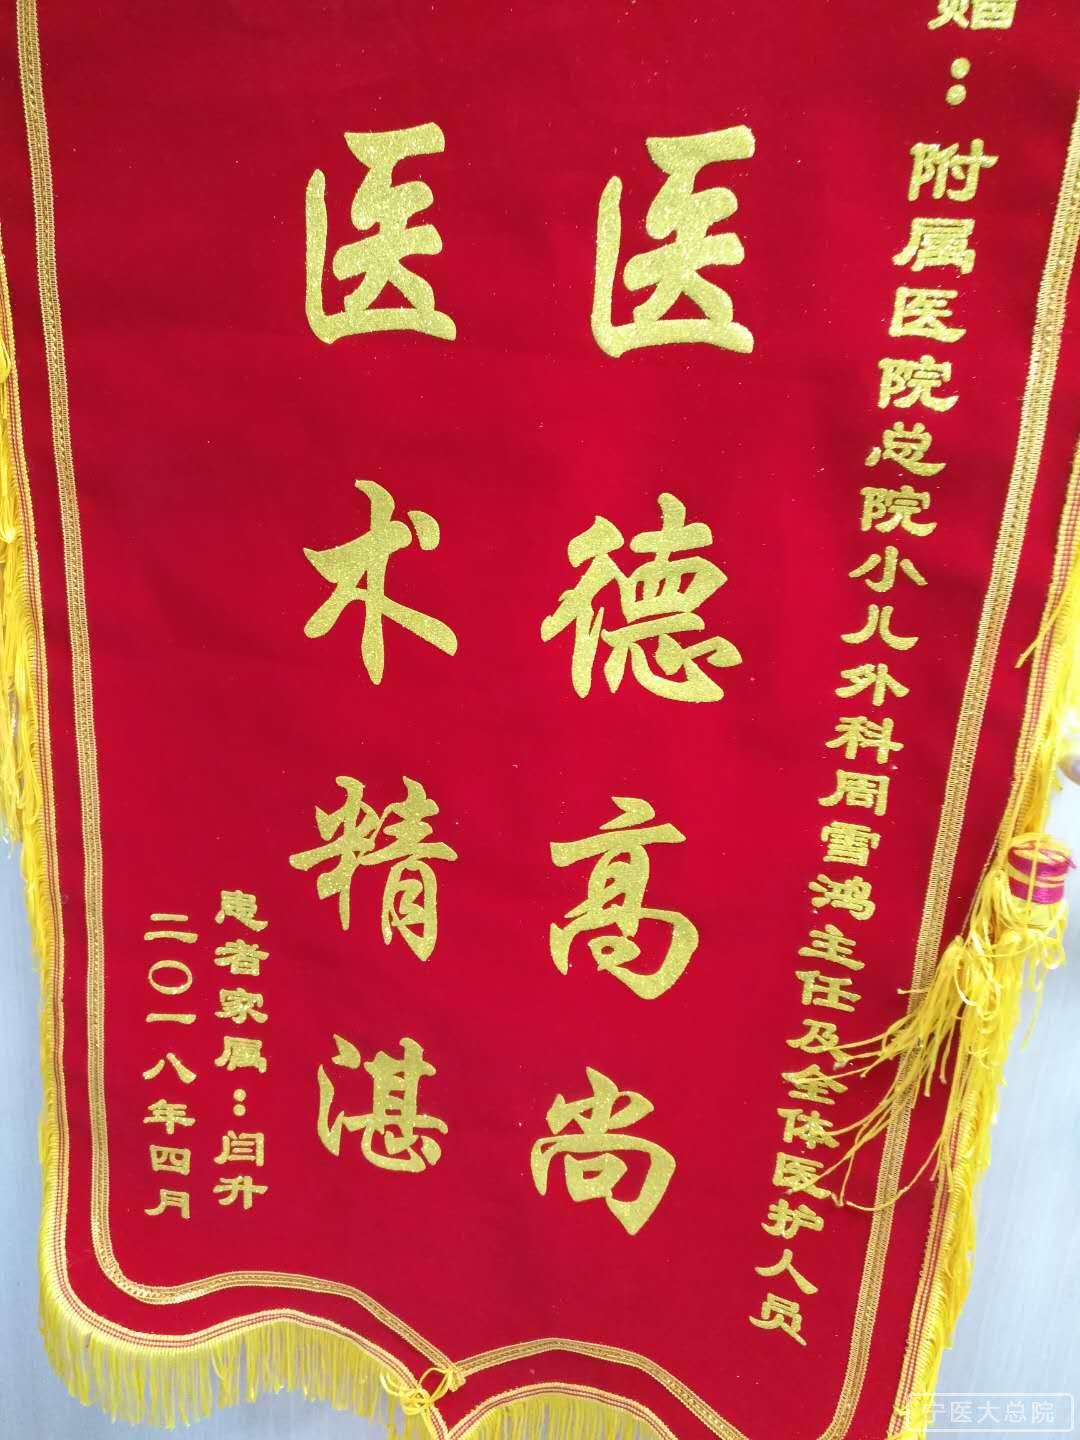 赠：附属医院总院小儿外科周雪鸿主任及全体医护人员
医德高尚
医术精湛
患者家属：闫升
二〇一八年四月
宁医大总院